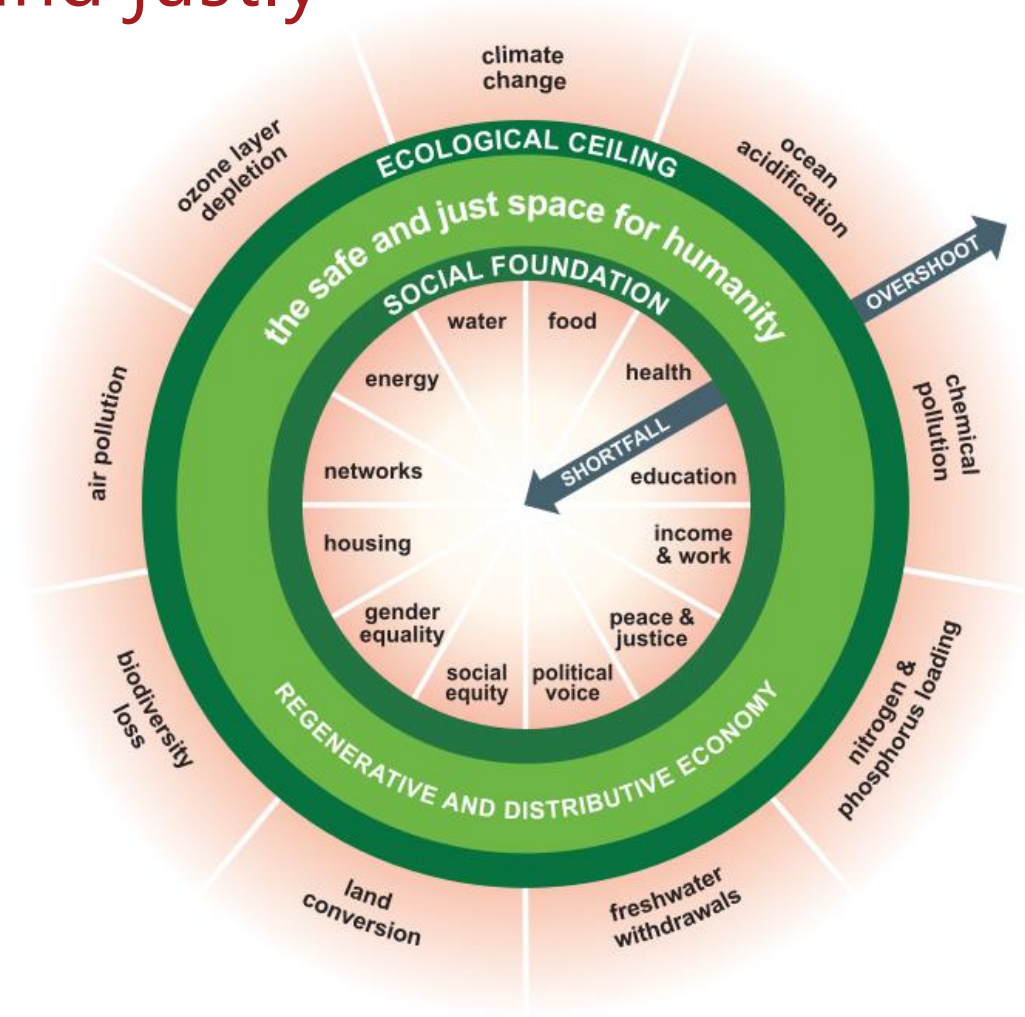 and justly
climate
change
ocean
acidification
chemical
pollution
nitrogen &
phosphorus loading
freshwater
withdrawals
land
conversion
biodiversity
loss
air pollution
ozone layer
depletion
ECOLOGICAL CEILING
the safe and just space for humanity
SOCIAL FOUNDATION
OVERSHOOT
SHORTFALL
water
food
health
education
income
& work
peace &
justice
political
voice
social
equity
gender
equality
housing
networks
energy
REGENERATIVE AND DISTRIBUTIVE ECONOMY